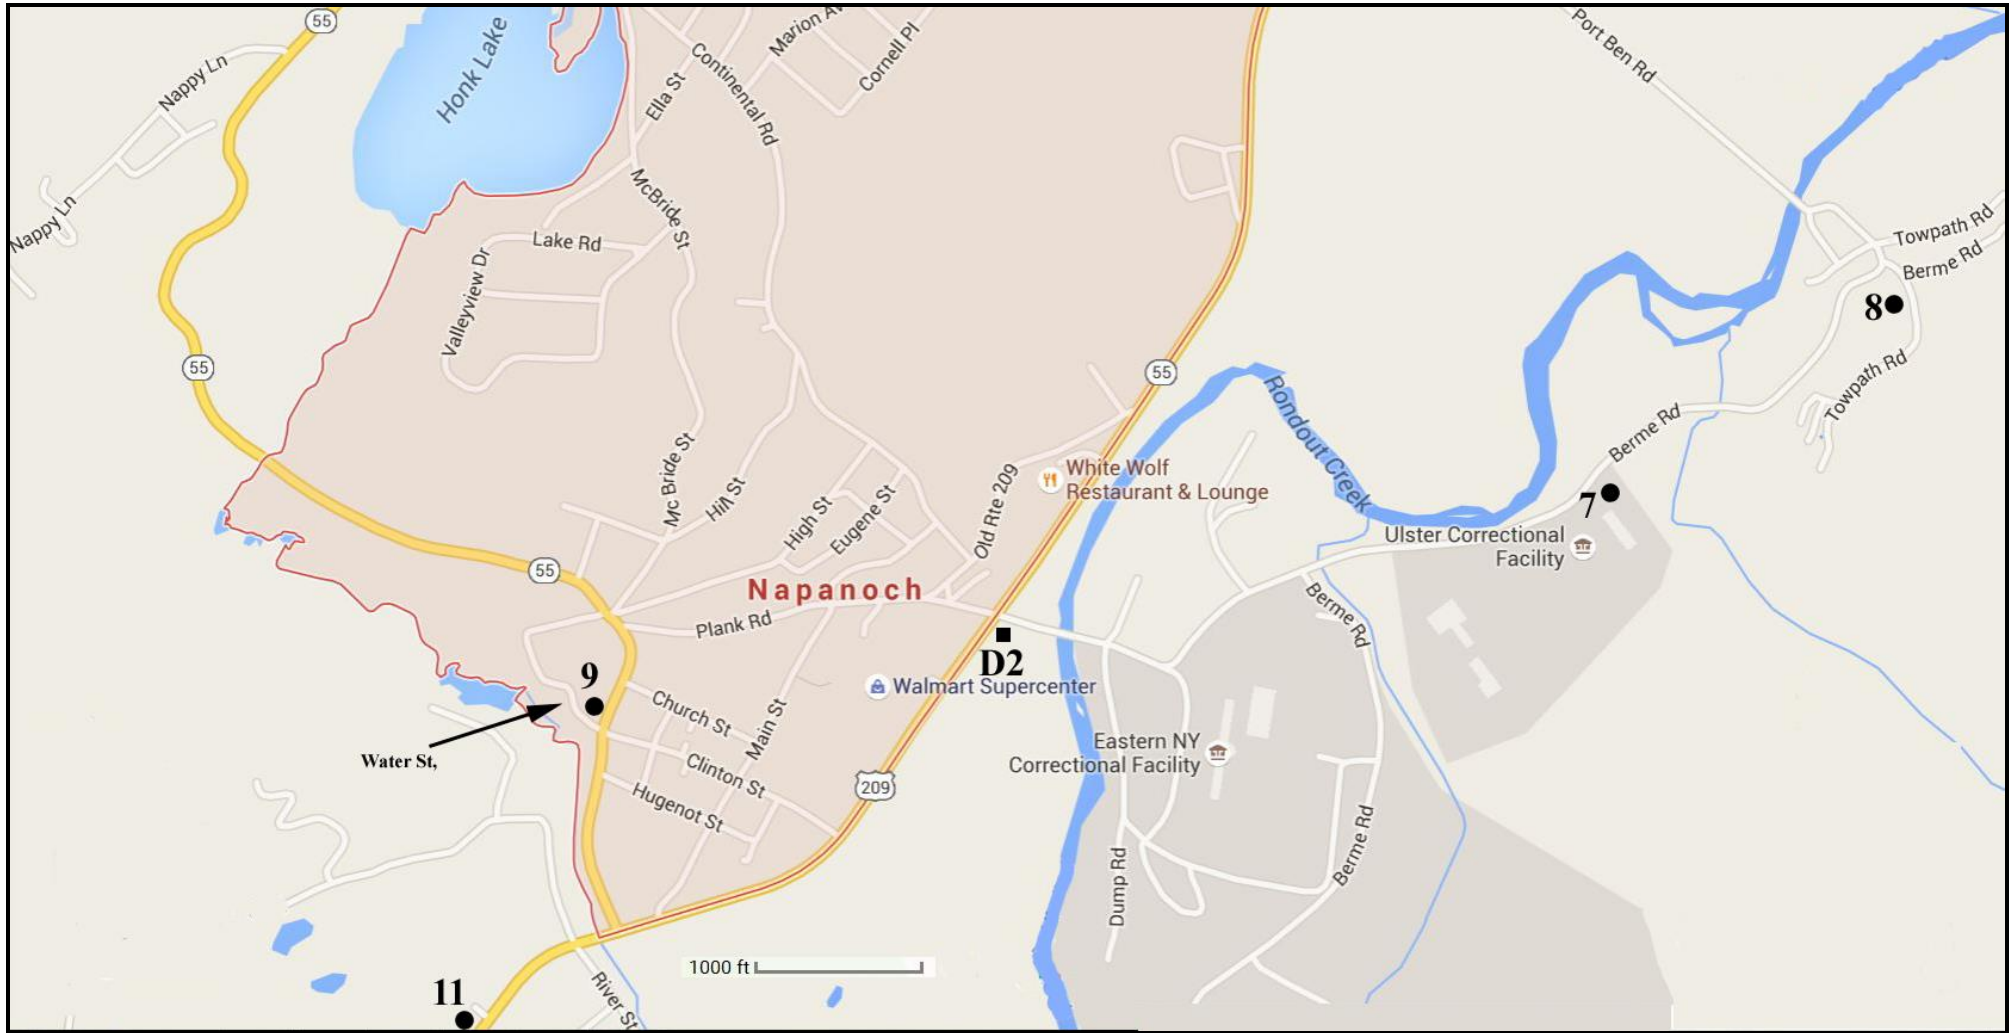 55
Nappy Ln
Honk Lake
Marion Av
Cornell Pl
Continental Rd
Ella St
Port Ben Rd
Nappy Ln
McBride St
Lake Rd
Valleyview Dr
Towpath Rd
Berme Rd
8
55
55
Towpath Rd
Rondout Creek
Berme Rd
Mc Bride St
Hill St
High St
Eugene St
Old Rte 209
White Wolf
Restaurant & Lounge
7
Ulster Correctional
Facility
55
Napanoch
Plank Rd
Berme Rd
D2
9
Walmart Supercenter
Church St
Main St
Water St,
Clinton St
Hugenot St
209
Eastern NY
Correctional Facility
Dump Rd
Berme Rd
1000 ft
11
River St